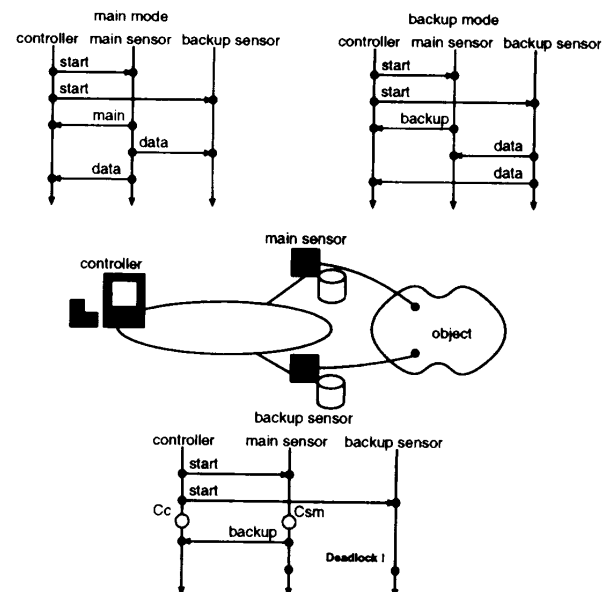 main mode
controller main sensor backup sensor
start
start
main
data
data
backup mode
controller main sensor backup sensor
start
start
backup
data
data
main sensor
controller
object
backup sensor
controller main sensor backup sensor
start
start
Cc Csm
backup
Deadlock !